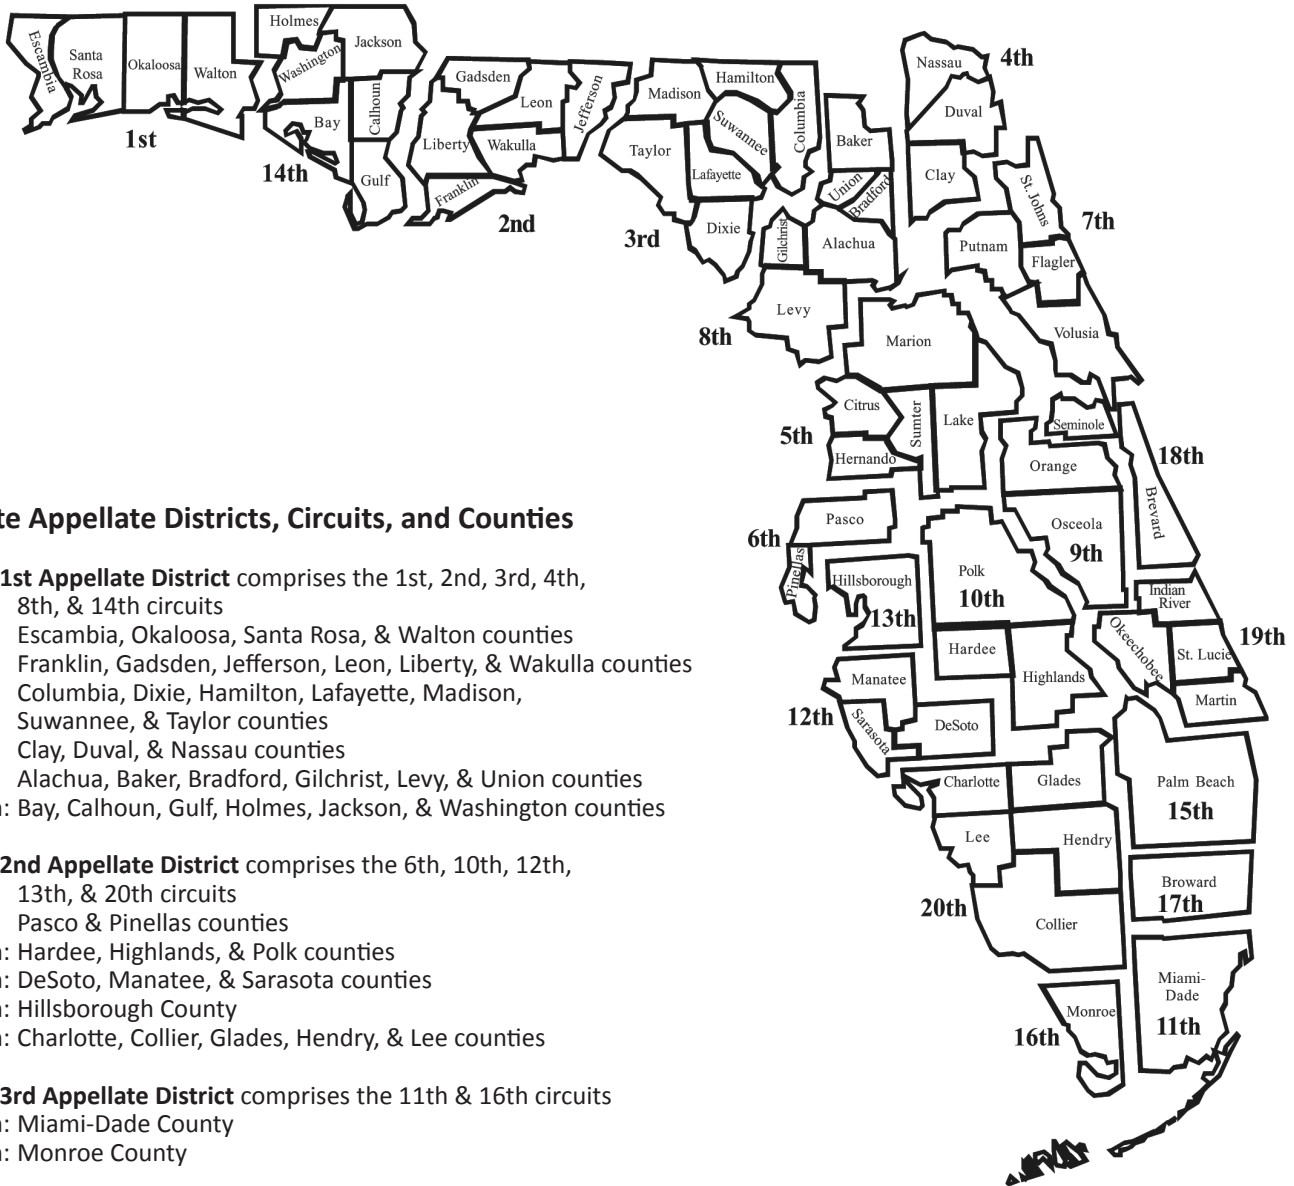 Holmes
Jackson
Escambia
Santa
Rosa
Okaloosa
Walton
Washington
1st
Bay
Calhoun
14th
Gulf
Gadsden
Leon
Jefferson
Liberty
Wakulla
Franklin
2nd
Madison
Hamilton
Columbia
Suwannee
Taylor
Lafayette
Dixie
3rd
Nassau
4th
Duval
Clay
Baker
Union
Bradford
Gilchrist
Alachua
Levy
8th
St. Johns
7th
Putnam
Flagler
Volusia
Marion
Citrus
Sumter
Lake
5th
Hernando
Seminole
18th
Orange
Brevard
Osceola
9th
Pasco
6th
Pinellas
Hillsborough
13th
Polk
10th
Hardee
Highlands
Indian
River
Okeechobee
19th
St. Lucie
Martin
Manatee
12th
Sarasota
DeSoto
Charlotte
Glades
Palm Beach
15th
Lee
Hendry
Broward
17th
20th
Collier
Miami-
Dade
11th
Monroe
16th
te Appellate Districts, Circuits, and Counties
1st Appellate District comprises the 1st, 2nd, 3rd, 4th,
8th, & 14th circuits
Escambia, Okaloosa, Santa Rosa, & Walton counties
Franklin, Gadsden, Jefferson, Leon, Liberty, & Wakulla counties
Columbia, Dixie, Hamilton, Lafayette, Madison,
Suwannee, & Taylor counties
Clay, Duval, & Nassau counties
Alachua, Baker, Bradford, Gilchrist, Levy, & Union counties
: Bay, Calhoun, Gulf, Holmes, Jackson, & Washington counties
2nd Appellate District comprises the 6th, 10th, 12th,
13th, & 20th circuits
Pasco & Pinellas counties
: Hardee, Highlands, & Polk counties
: DeSoto, Manatee, & Sarasota counties
: Hillsborough County
: Charlotte, Collier, Glades, Hendry, & Lee counties
3rd Appellate District comprises the 11th & 16th circuits
: Miami-Dade County
: Monroe County